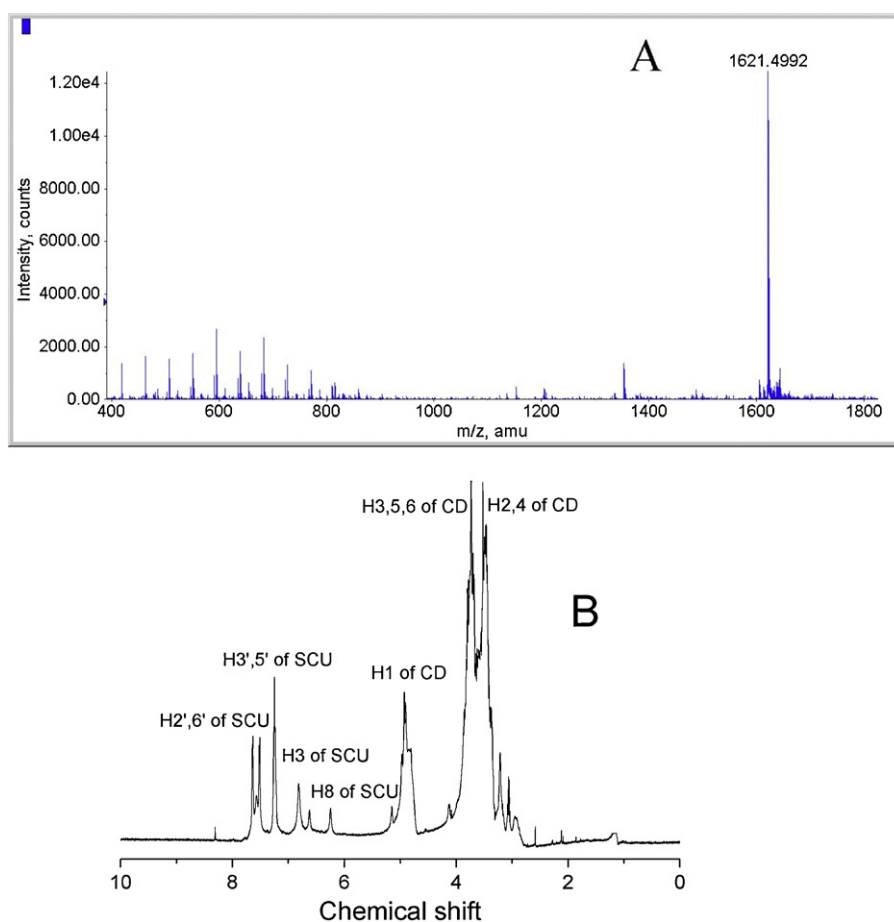 A
1621.4992
1.20e4
1.00e4
8000.00
6000.00
4000.00
2000.00
0.00
Intensity, counts
400 600 800 1000 1200 1400 1600 1800
m/z, amu
H3,5,6 of CD H2,4 of CD
B
H3',5' of SCU
H1 of CD
H2',6' of SCU
H3 of SCU
H8 of SCU
10 8 6 4 2 0
Chemical shift